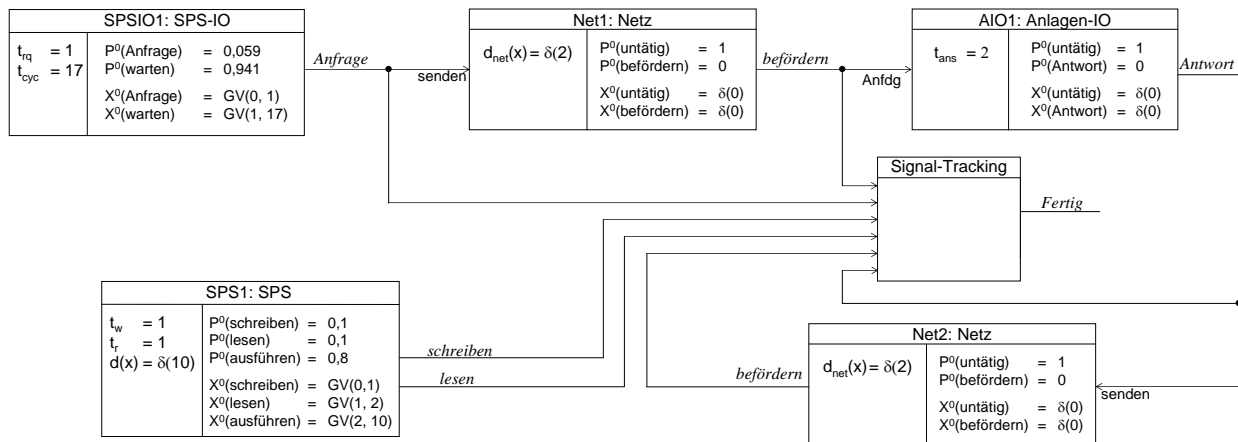 SPSIO1: SPS-IO
t_rq = 1
t_cyc = 17
P⁰(Anfrage) = 0,059
P⁰(warten) = 0,941
X⁰(Anfrage) = GV(0, 1)
X⁰(warten) = GV(1, 17)
Anfrage
senden
Net1: Netz
d_net(x) = δ(2)
P⁰(untätig) = 1
P⁰(befördern) = 0
X⁰(untätig) = δ(0)
X⁰(befördern) = δ(0)
befördern
Anfdg
AIO1: Anlagen-IO
t_ans = 2
P⁰(untätig) = 1
P⁰(Antwort) = 0
X⁰(untätig) = δ(0)
X⁰(Antwort) = δ(0)
Antwort
Signal-Tracking
Fertig
SPS1: SPS
t_w = 1
t_r = 1
d(x) = δ(10)
P⁰(schreiben) = 0,1
P⁰(lesen) = 0,1
P⁰(ausführen) = 0,8
X⁰(schreiben) = GV(0,1)
X⁰(lesen) = GV(1, 2)
X⁰(ausführen) = GV(2, 10)
schreiben
lesen
befördern
Net2: Netz
d_net(x) = δ(2)
P⁰(untätig) = 1
P⁰(befördern) = 0
X⁰(untätig) = δ(0)
X⁰(befördern) = δ(0)
senden